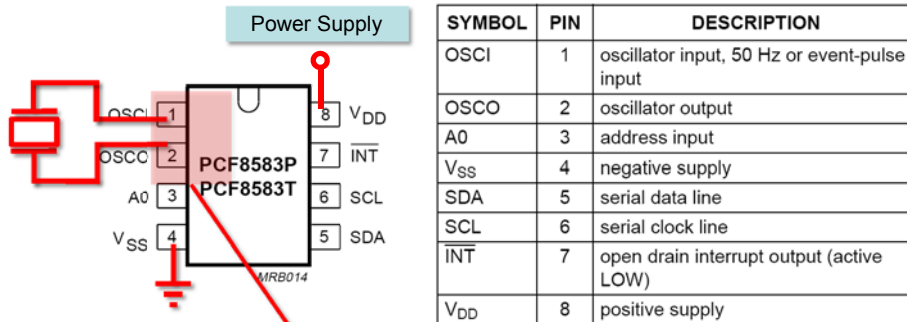 Power Supply
OSCI 1
OSCO 2
A0 3
VSS 4
8 VDD
7 INT
6 SCL
5 SDA
PCF8583P
PCF8583T
MRB014
SYMBOL PIN DESCRIPTION
OSCI 1 oscillator input, 50 Hz or event-pulse
input
OSCO 2 oscillator output
A0 3 address input
VSS 4 negative supply
SDA 5 serial data line
SCL 6 serial clock line
INT 7 open drain interrupt output (active
LOW)
VDD 8 positive supply